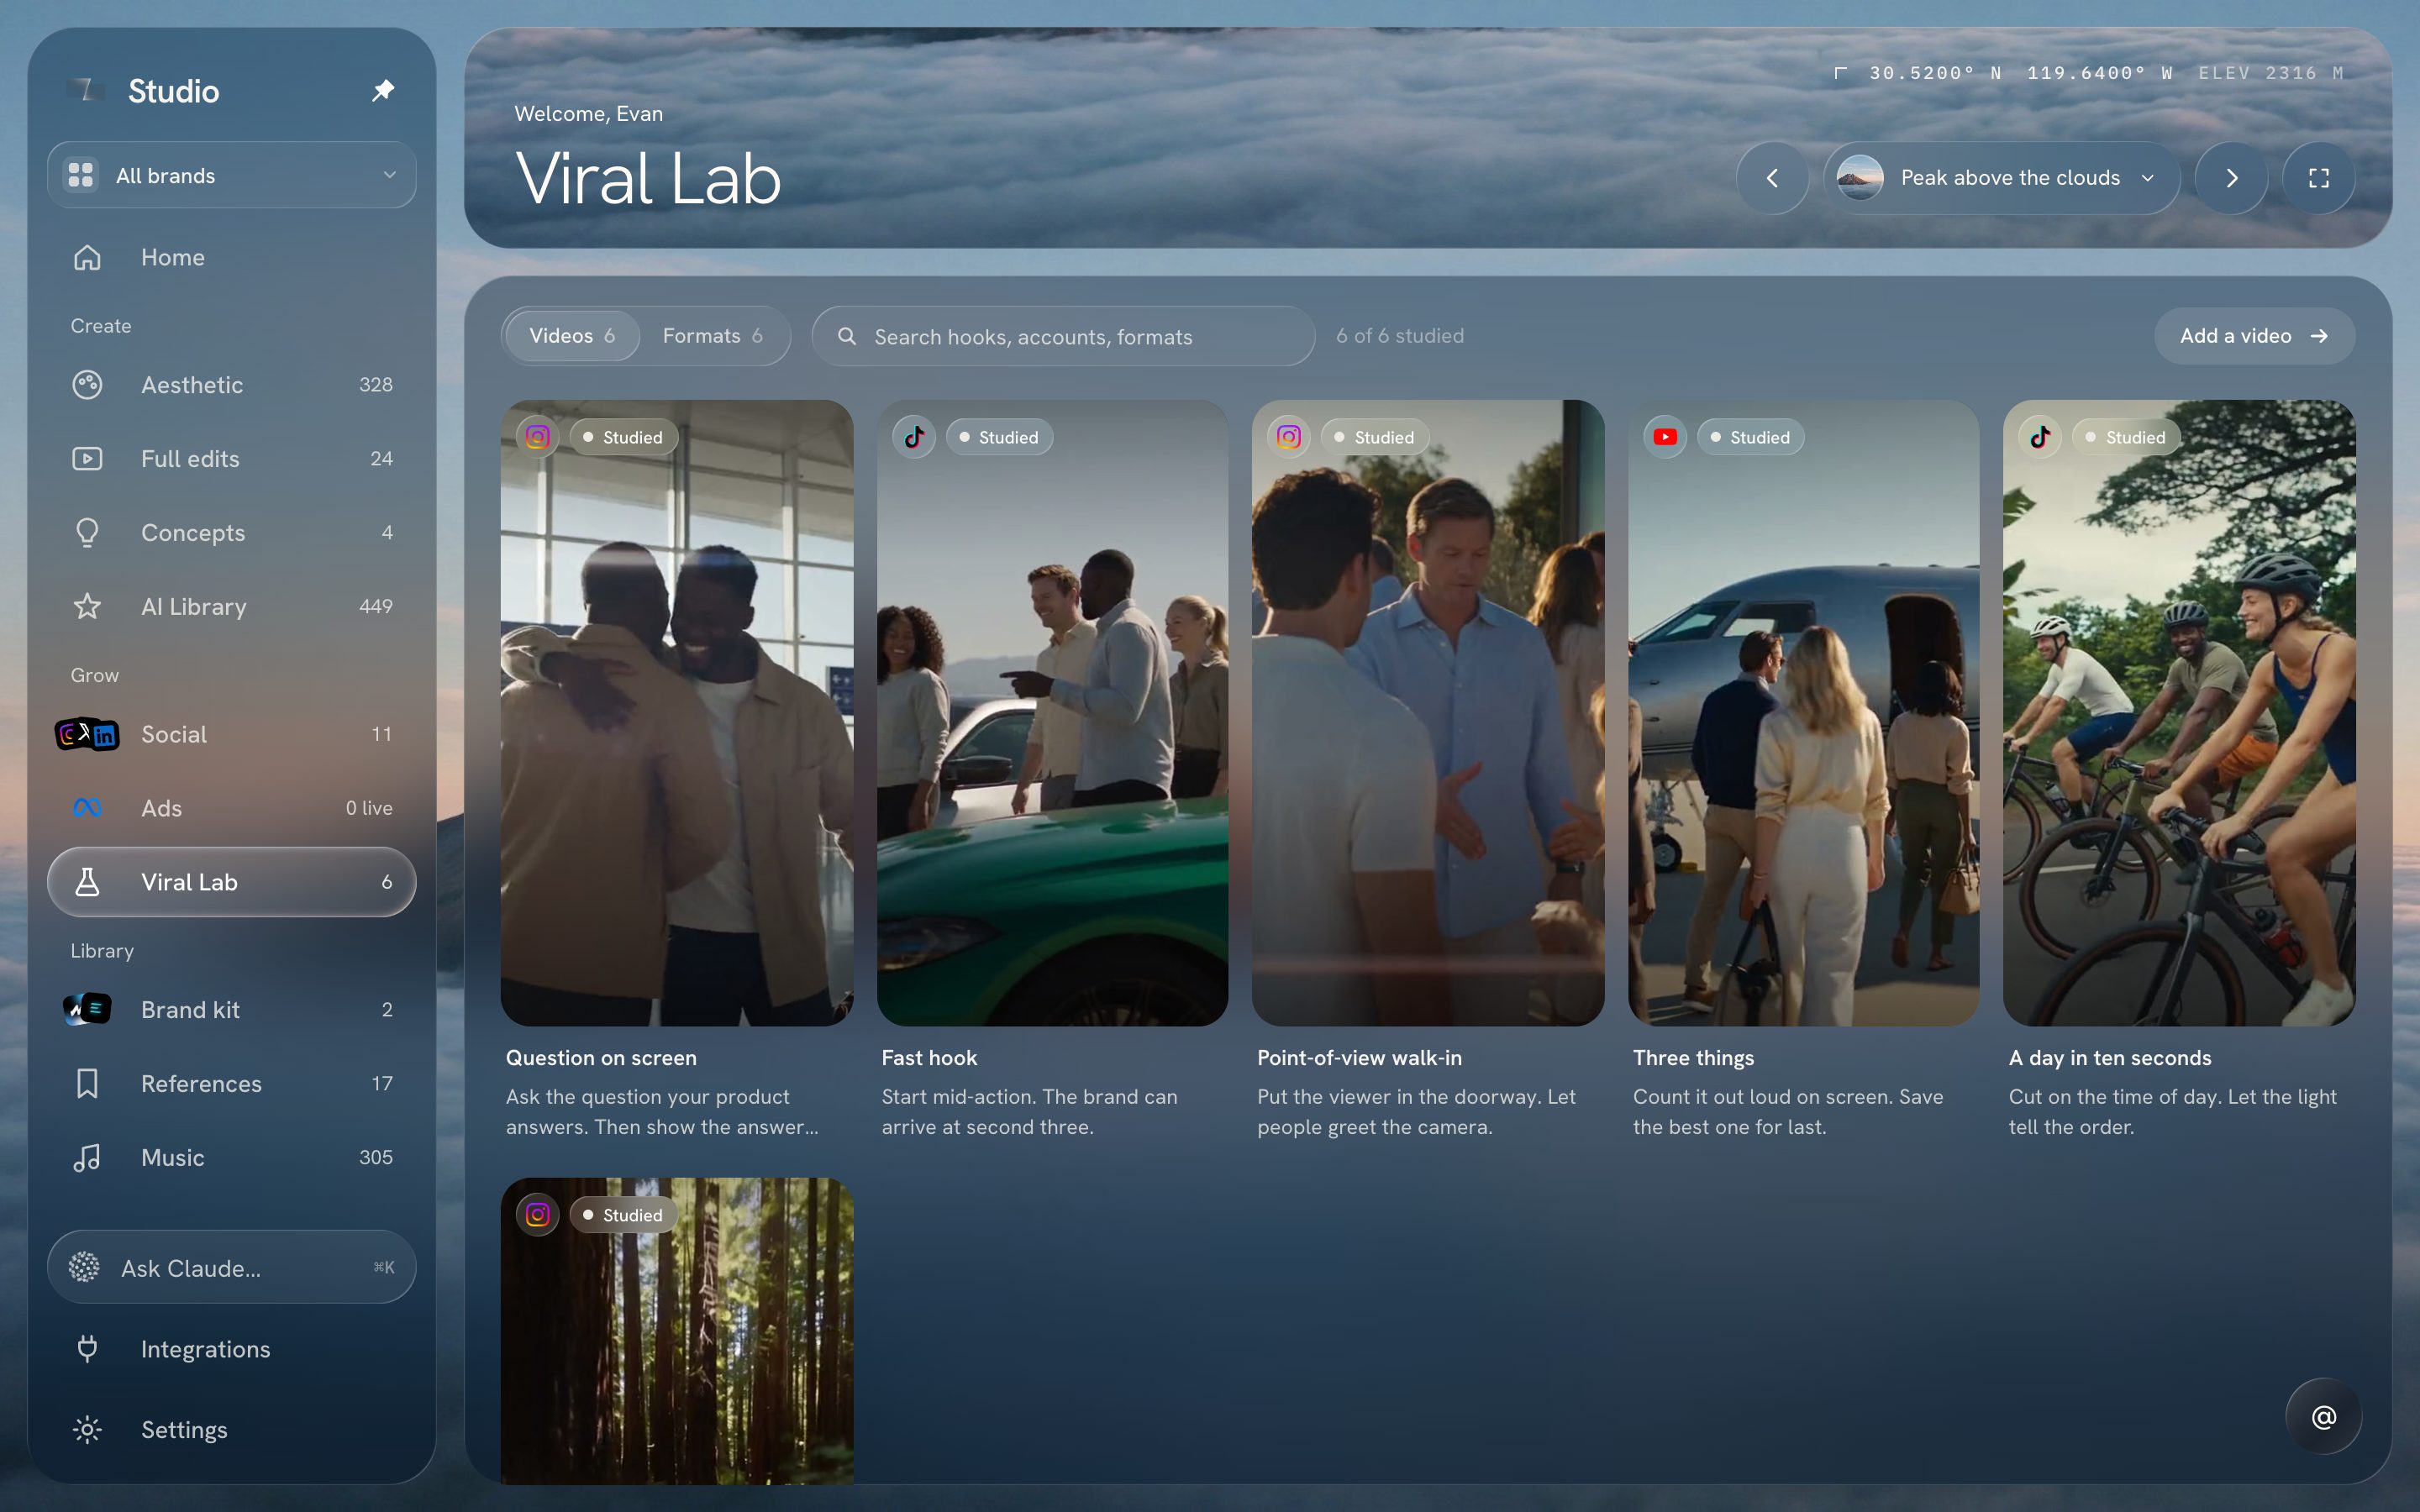 Studio
All brands
Home
Create
Aesthetic 328
Full edits 24
Concepts 4
AI Library 449
Grow
Social 11
Ads 0 live
Viral Lab 6
Library
Brand kit 2
References 17
Music 305
Ask Claude... ⌘K
Integrations
Settings
30.5200° N 119.6400° W ELEV 2316 M
Welcome, Evan
Viral Lab
Peak above the clouds
Videos 6 Formats 6
Search hooks, accounts, formats
6 of 6 studied
Add a video
Studied
Studied
Studied
Studied
Studied
Question on screen
Ask the question your product
answers. Then show the answer...
Fast hook
Start mid-action. The brand can
arrive at second three.
Point-of-view walk-in
Put the viewer in the doorway. Let
people greet the camera.
Three things
Count it out loud on screen. Save
the best one for last.
A day in ten seconds
Cut on the time of day. Let the light
tell the order.
Studied
@